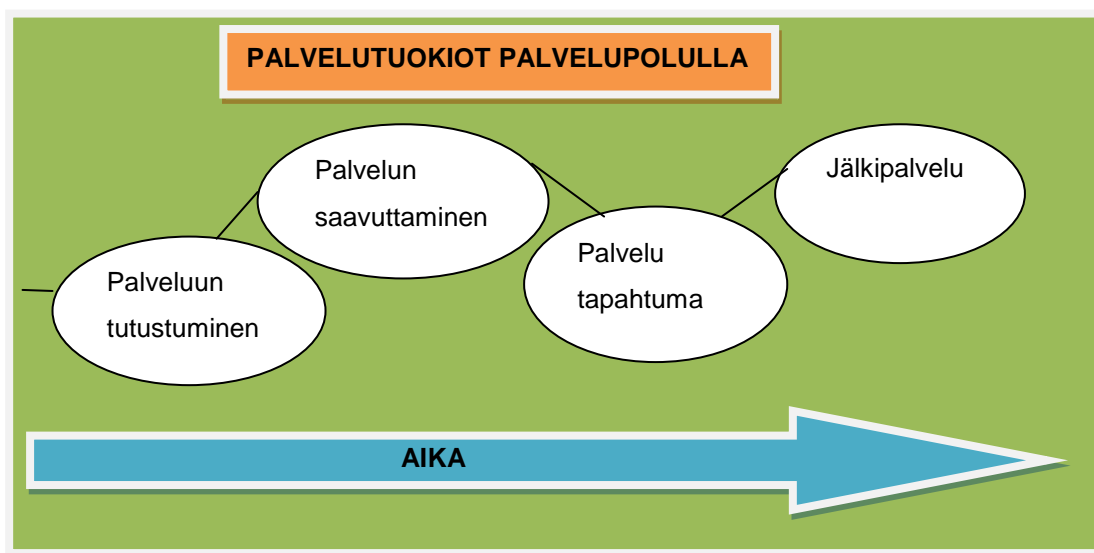 PALVELUTUOKIOT PALVELUPOLULLA
Palveluun
tutustuminen
Palvelun
saavuttaminen
Palvelu
tapahtuma
Jälkipalvelu
AIKA